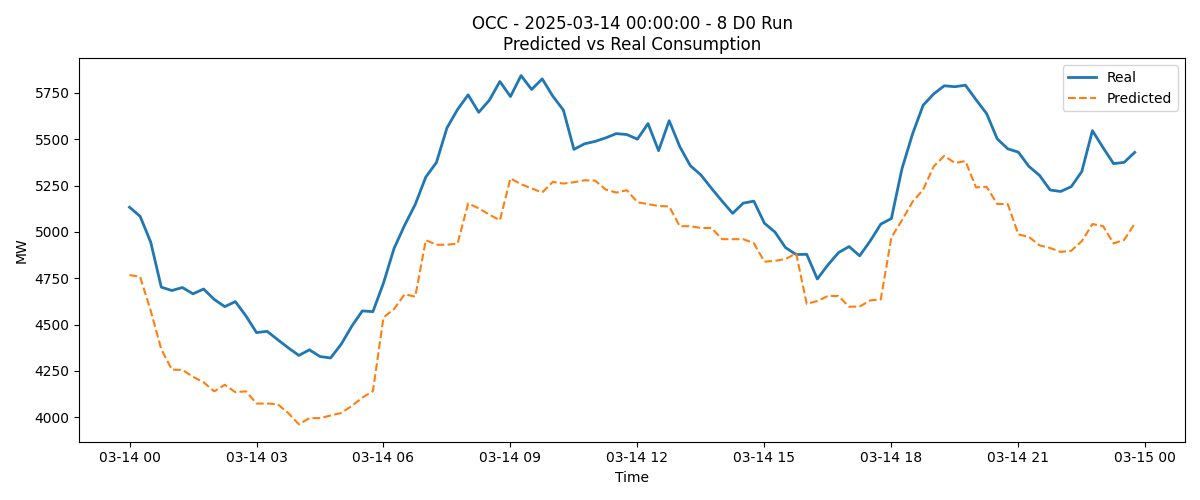 OCC - 2025-03-14 00:00:00 - 8 D0 Run
Predicted vs Real Consumption
Real
Predicted
MW
5750
5500
5250
5000
4750
4500
4250
4000
03-14 00 03-14 03 03-14 06 03-14 09 03-14 12 03-14 15 03-14 18 03-14 21 03-15 00
Time